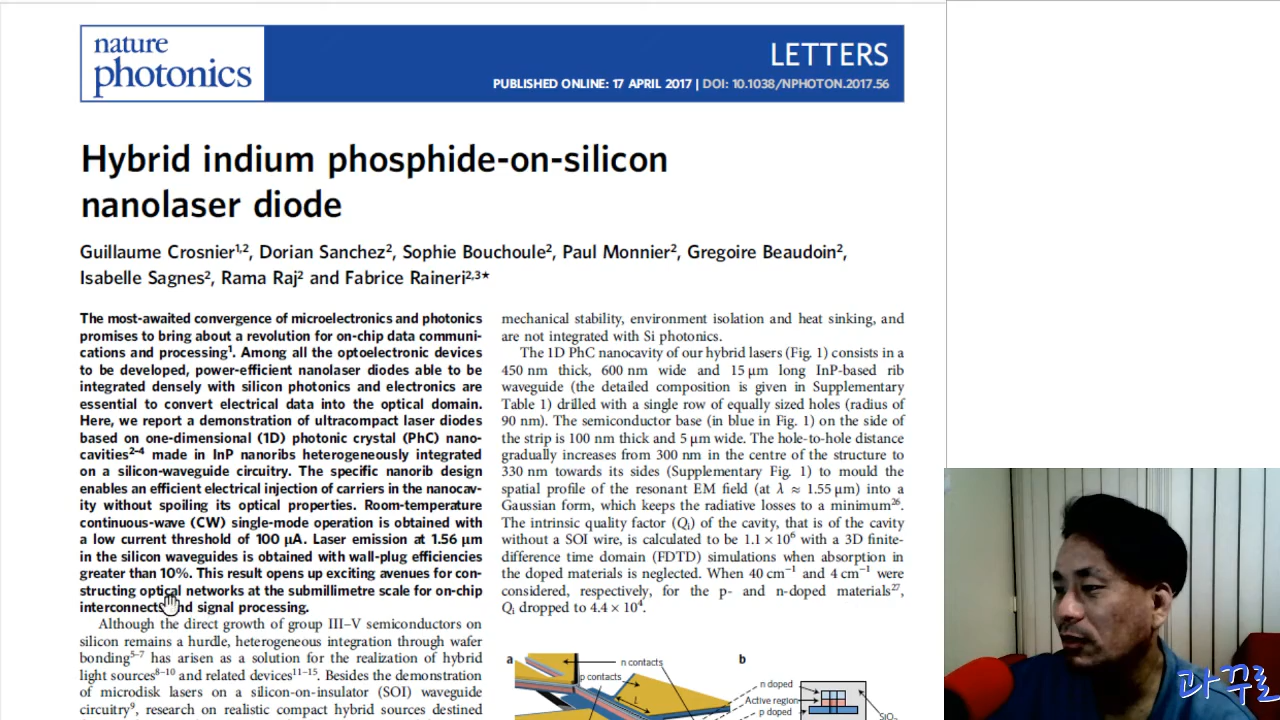 nature
photonics
LETTERS
PUBLISHED ONLINE: 17 APRIL 2017 | DOI: 10.1038/NPHOTON.2017.56
Hybrid indium phosphide-on-silicon
nanolaser diode
Guillaume Crosnier1,2, Dorian Sanchez2, Sophie Bouchoule2, Paul Monnier2, Gregoire Beaudoin2,
Isabelle Sagnes2, Rama Raj2 and Fabrice Raineri2,3*
The most-awaited convergence of microelectronics and photonics
promises to bring about a revolution for on-chip data communi-
cations and processing1. Among all the optoelectronic devices
to be developed, power-efficient nanolaser diodes able to be
integrated densely with silicon photonics and electronics are
essential to convert electrical data into the optical domain.
Here, we report a demonstration of ultracompact laser diodes
based on one-dimensional (1D) photonic crystal (PhC) nano-
cavities2–4 made in InP nanoribs heterogeneously integrated
on a silicon-waveguide circuitry. The specific nanorib design
enables an efficient electrical injection of carriers in the nanocav-
ity without spoiling its optical properties. Room-temperature
continuous-wave (CW) single-mode operation is obtained with
a low current threshold of 100 µA. Laser emission at 1.56 µm
in the silicon waveguides is obtained with wall-plug efficiencies
greater than 10%. This result opens up exciting avenues for con-
structing optical networks at the submillimetre scale for on-chip
interconnects and signal processing.
Although the direct growth of group III–V semiconductors on
silicon remains a hurdle, heterogeneous integration through wafer
bonding5–7 has arisen as a solution for the realization of hybrid
light sources8–10 and related devices11–15. Besides the demonstration
of microdisk lasers on a silicon-on-insulator (SOI) waveguide
circuitry9, research on realistic compact hybrid sources destined
mechanical stability, environment isolation and heat sinking, and
are not integrated with Si photonics.
The 1D PhC nanocavity of our hybrid lasers (Fig. 1) consists in a
450 nm thick, 600 nm wide and 15 µm long InP-based rib
waveguide (the detailed composition is given in Supplementary
Table 1) drilled with a single row of equally sized holes (radius of
90 nm). The semiconductor base (in blue in Fig. 1) on the side of
the strip is 100 nm thick and 5 µm wide. The hole-to-hole distance
gradually increases from 300 nm in the centre of the structure to
330 nm towards its sides (Supplementary Fig. 1) to mould the
spatial profile of the resonant EM field (at λ ≈ 1.55 µm) into a
Gaussian form, which keeps the radiative losses to a minimum26.
The intrinsic quality factor (Qi) of the cavity, that is of the cavity
without a SOI wire, is calculated to be 1.1 × 10⁶ with a 3D finite-
difference time domain (FDTD) simulations when absorption in
the doped materials is neglected. When 40 cm⁻¹ and 4 cm⁻¹ were
considered, respectively, for the p- and n-doped materials27,
Qi dropped to 4.4 × 10⁴.
a
n contacts
p contacts
L
b
n doped
Active region
p doped
SiO2
과꾸로